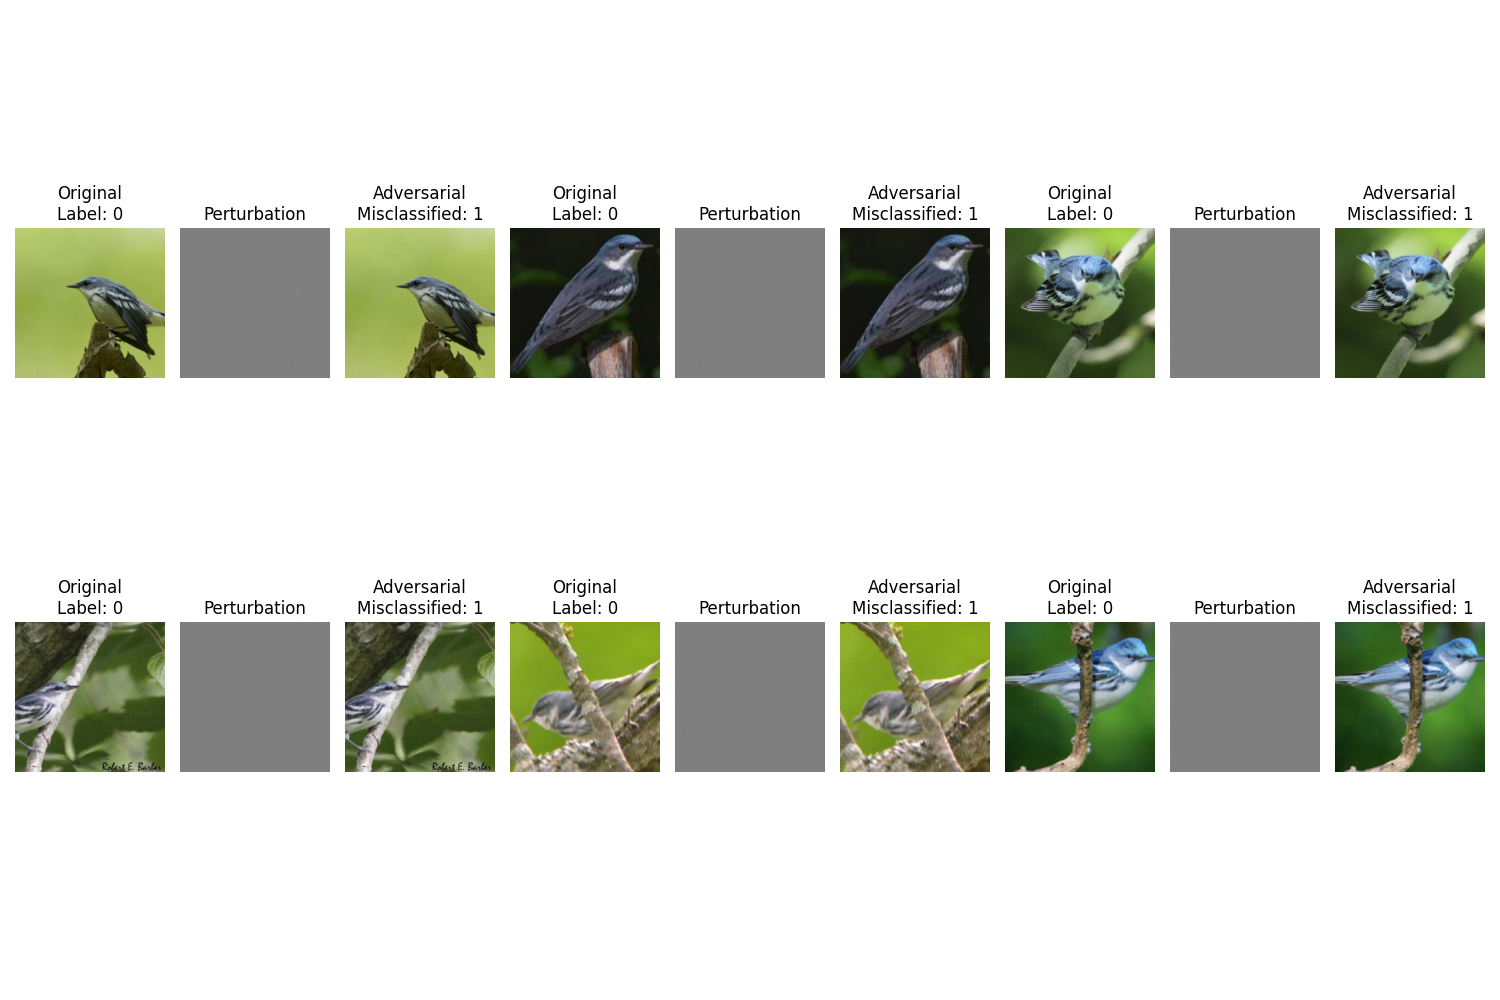 Original
Label: 0
Perturbation
Adversarial
Misclassified: 1
Original
Label: 0
Perturbation
Adversarial
Misclassified: 1
Original
Label: 0
Perturbation
Adversarial
Misclassified: 1
Original
Label: 0
Perturbation
Adversarial
Misclassified: 1
Original
Label: 0
Perturbation
Adversarial
Misclassified: 1
Original
Label: 0
Perturbation
Adversarial
Misclassified: 1
Robert E. Barber
Robert E. Barber